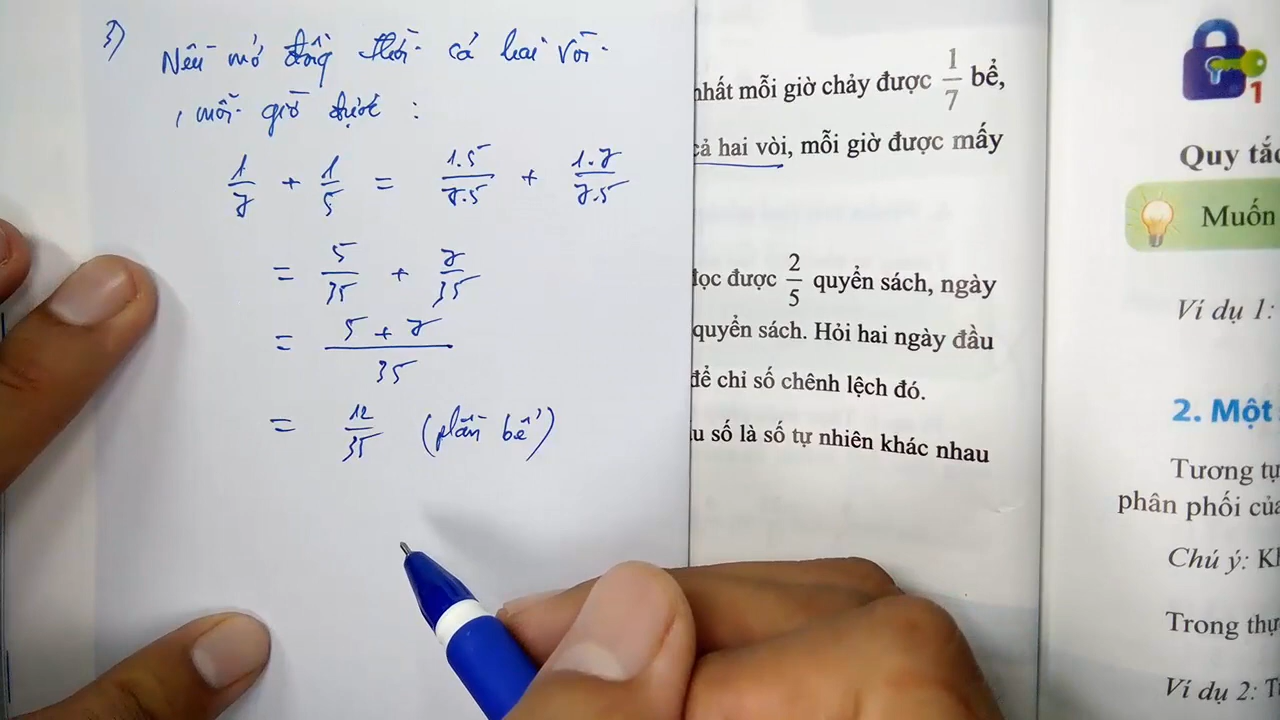 3) Nếu mở đồng thời cả hai vòi
, mỗi giờ được :
1/7 + 1/5 = 1.5/7.5 + 1.7/7.5
= 5/35 + 7/35
= 5 + 7/35
= 12/35 (phần bể)
nhất mỗi giờ chảy được 1/7 bể,
cả hai vòi, mỗi giờ được mấy
đọc được 2/5 quyển sách, ngày
quyển sách. Hỏi hai ngày đầu
để chỉ số chênh lệch đó.
số là số tự nhiên khác nhau
1
Quy tắc
Muốn
Ví dụ 1:
2. Một
Tương tự
phân phối của
Chú ý:
Trong thự
Ví dụ 2: T